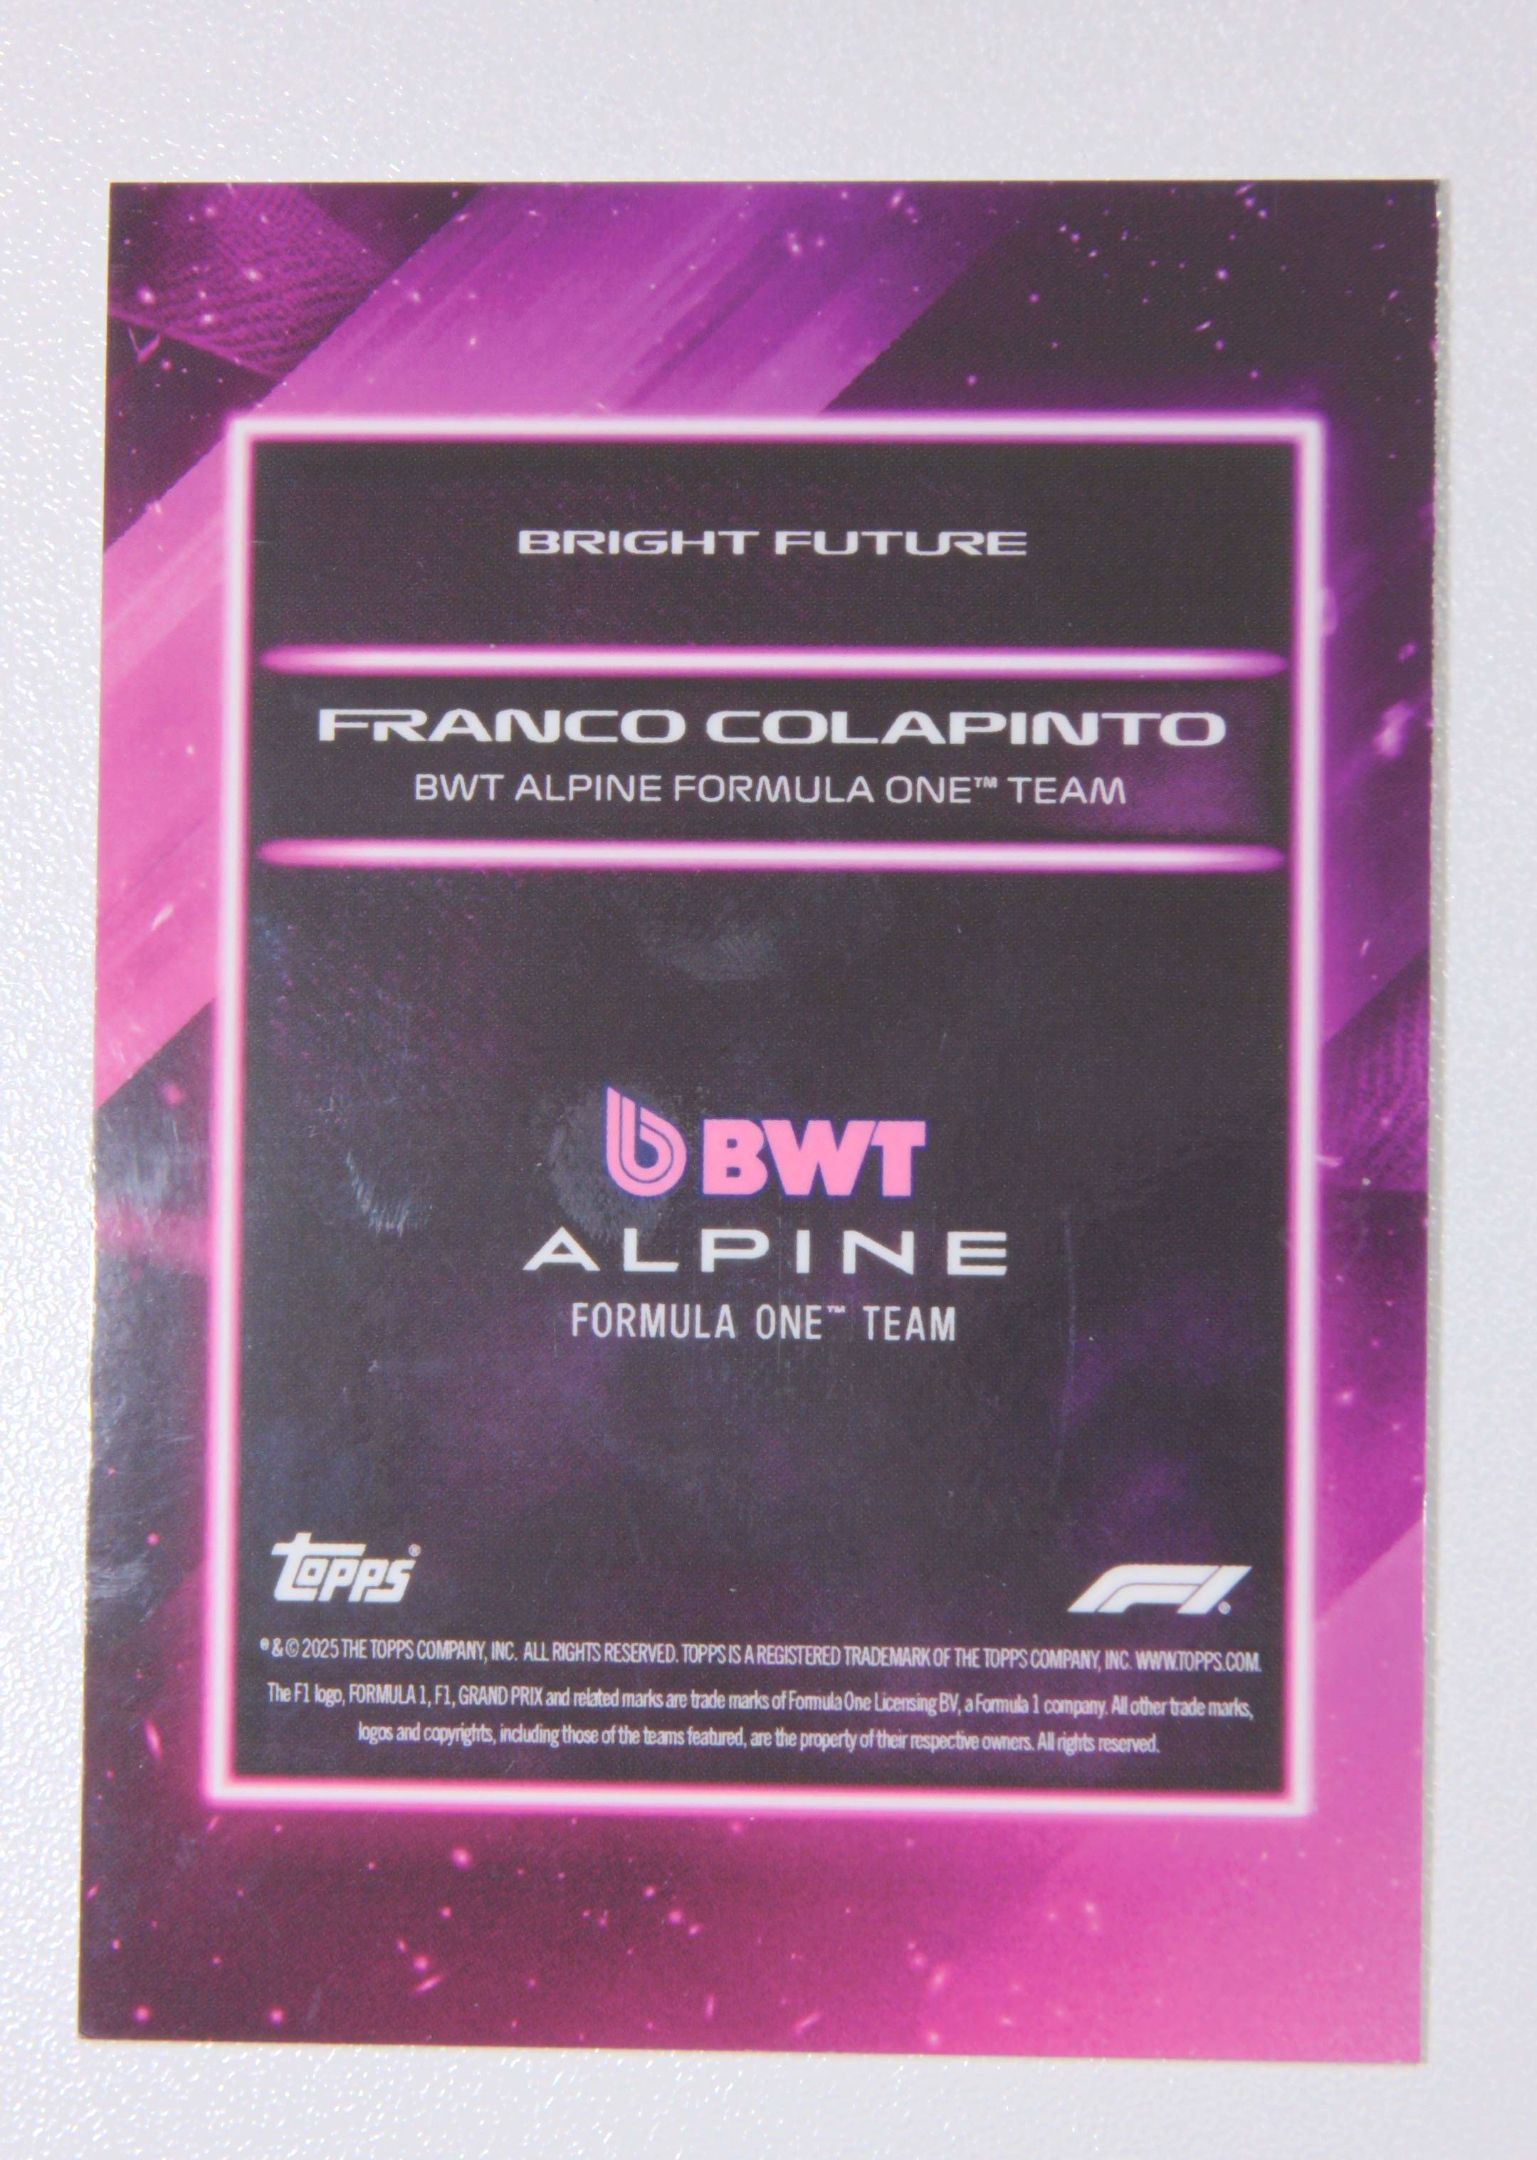 BRIGHT FUTURE
FRANCO COLAPINTO
BWT ALPINE FORMULA ONE™ TEAM
BWT
ALPINE
FORMULA ONE™ TEAM
TOPPS®
F1®
® & © 2025 THE TOPPS COMPANY, INC. ALL RIGHTS RESERVED. TOPPS IS A REGISTERED TRADEMARK OF THE TOPPS COMPANY, INC. WWW.TOPPS.COM.
The F1 logo, FORMULA 1, F1, GRAND PRIX and related marks are trade marks of Formula One Licensing BV, a Formula 1 company. All other trade marks,
logos and copyrights, including those of the teams featured, are the property of their respective owners. All rights reserved.